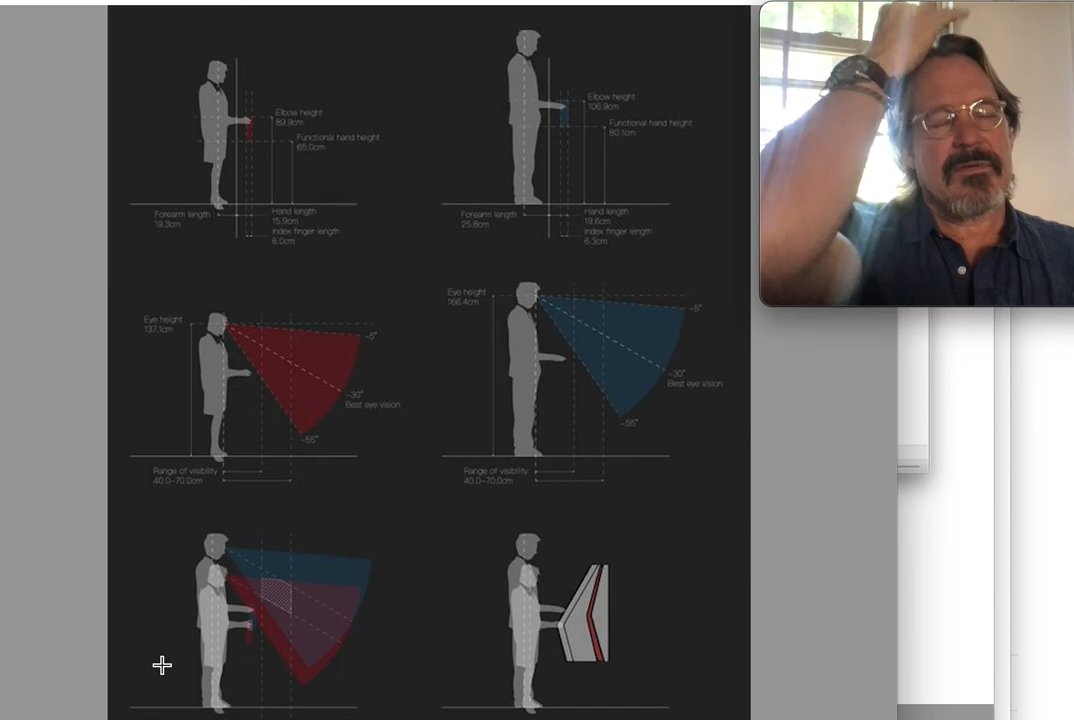 Elbow height
89.9cm
Functional hand height
65.0cm
Forearm length
19.3cm
Hand length
15.9cm
Index finger length
6.0cm
Elbow height
106.9cm
Functional hand height
80.1cm
Forearm length
25.8cm
Hand length
19.6cm
Index finger length
6.3cm
Eye height
137.1cm
-5°
-30°
Best eye vision
-55°
Range of visibility
40.0-70.0cm
Eye height
166.4cm
-5°
-30°
Best eye vision
-55°
Range of visibility
40.0-70.0cm